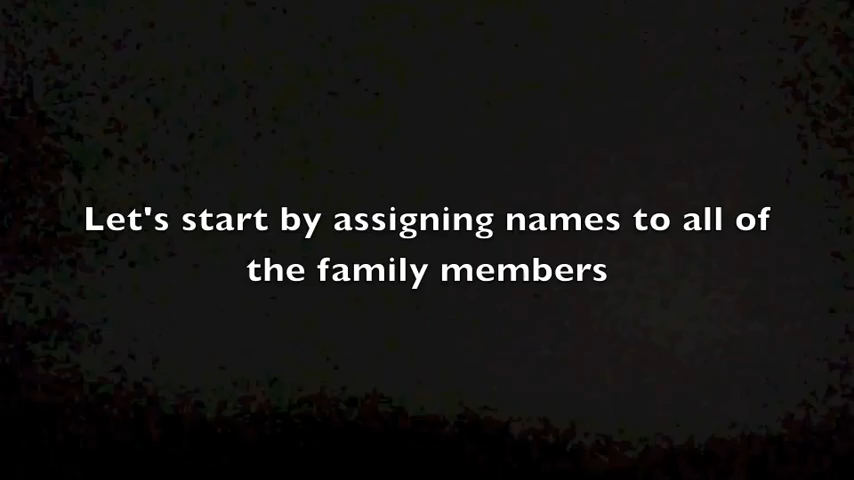 Let's start by assigning names to all of
the family members